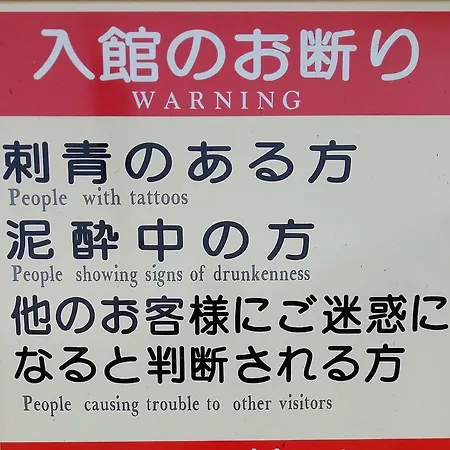 入館のお断り
WARNING
刺青のある方
People with tattoos
泥酔中の方
People showing signs of drunkenness
他のお客様にご迷惑に
なると判断される方
People causing trouble to other visitors